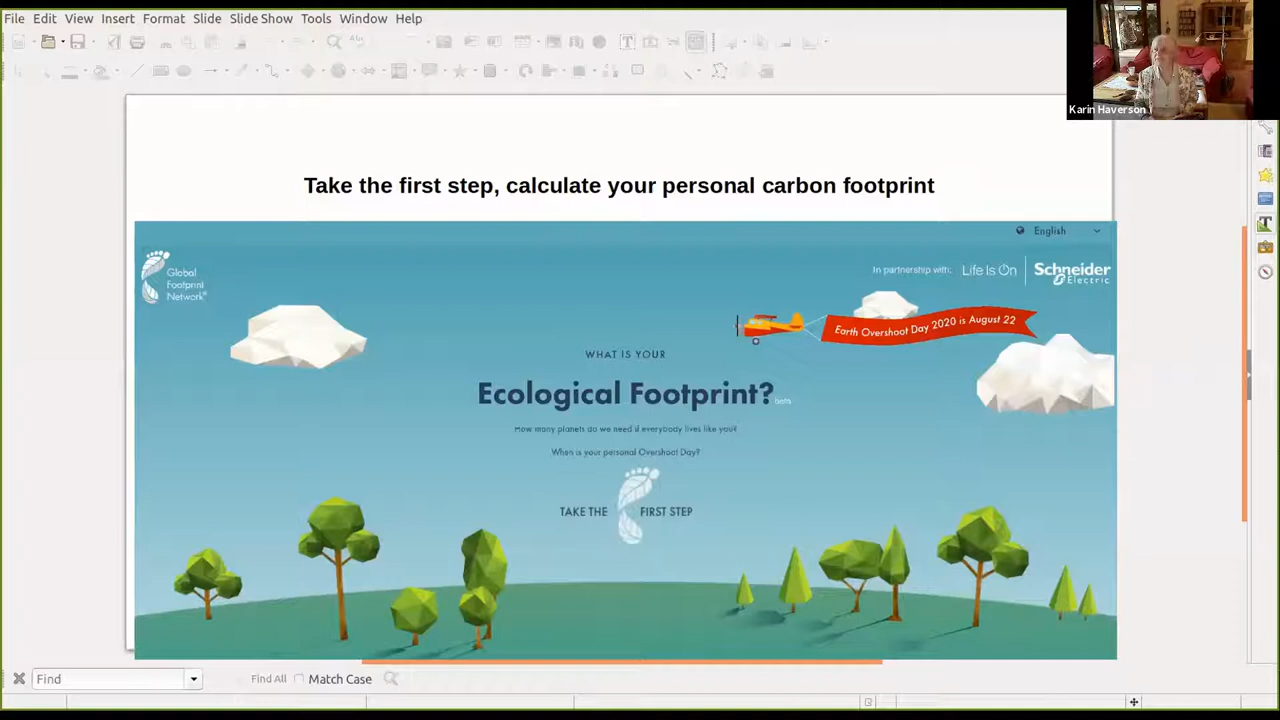 File Edit View Insert Format Slide Slide Show Tools Window Help
Karin Haverson
Take the first step, calculate your personal carbon footprint
English
Global
Footprint
Network®
In partnership with: Life Is On Schneider
Electric
Earth Overshoot Day 2020 is August 22
WHAT IS YOUR
Ecological Footprint? beta
How many planets do we need if everybody lives like you?
When is your personal Overshoot Day?
TAKE THE FIRST STEP
Find Find All Match Case